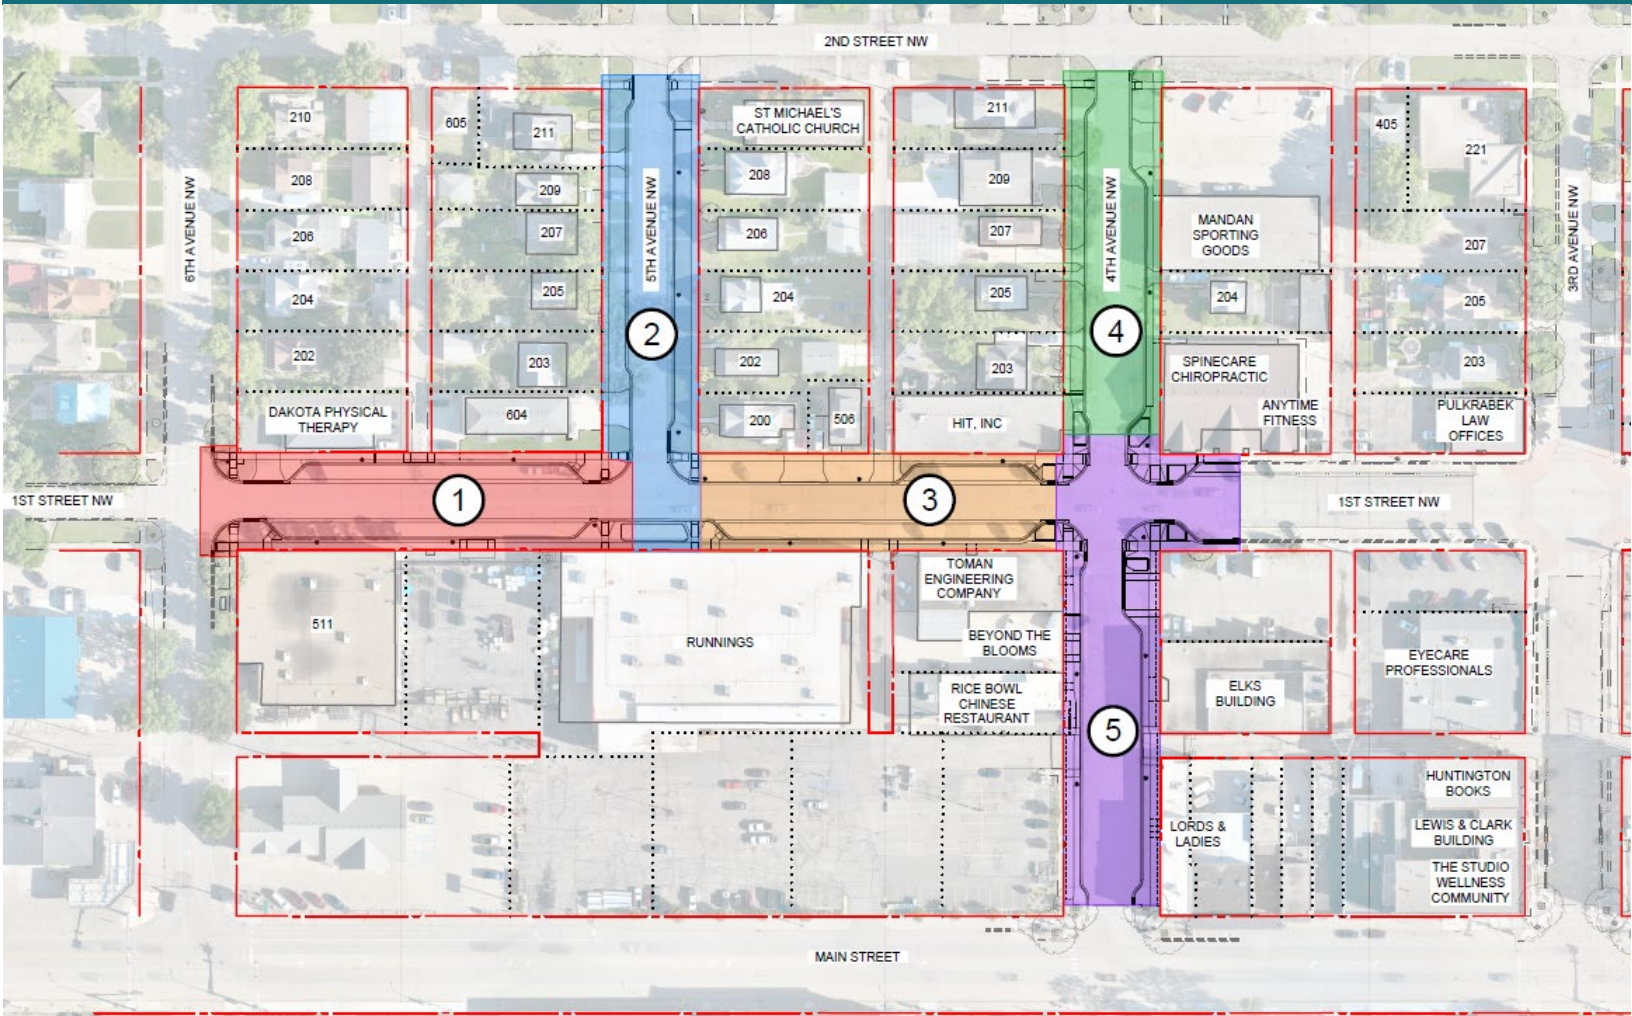 2ND STREET NW
210
605
211
ST MICHAEL'S
CATHOLIC CHURCH
211
405
221
208
209
208
209
6TH AVENUE NW
5TH AVENUE NW
4TH AVENUE NW
3RD AVENUE NW
206
207
206
207
MANDAN
SPORTING
GOODS
207
204
205
204
205
204
205
2
4
202
203
202
203
SPINECARE
CHIROPRACTIC
203
DAKOTA PHYSICAL
THERAPY
604
200
506
HIT, INC
ANYTIME
FITNESS
PULKRABEK
LAW
OFFICES
1ST STREET NW
1
3
1ST STREET NW
511
RUNNINGS
TOMAN
ENGINEERING
COMPANY
BEYOND THE
BLOOMS
RICE BOWL
CHINESE
RESTAURANT
5
ELKS
BUILDING
EYECARE
PROFESSIONALS
LORDS &
LADIES
HUNTINGTON
BOOKS
LEWIS & CLARK
BUILDING
THE STUDIO
WELLNESS
COMMUNITY
MAIN STREET